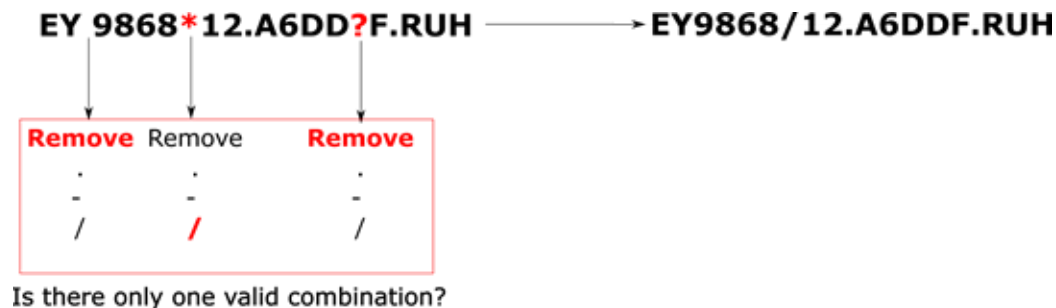 EY 9868*12.A6DD?F.RUH EY9868/12.A6DDF.RUH
Remove Remove Remove
. . .
- - -
/ / /
Is there only one valid combination?